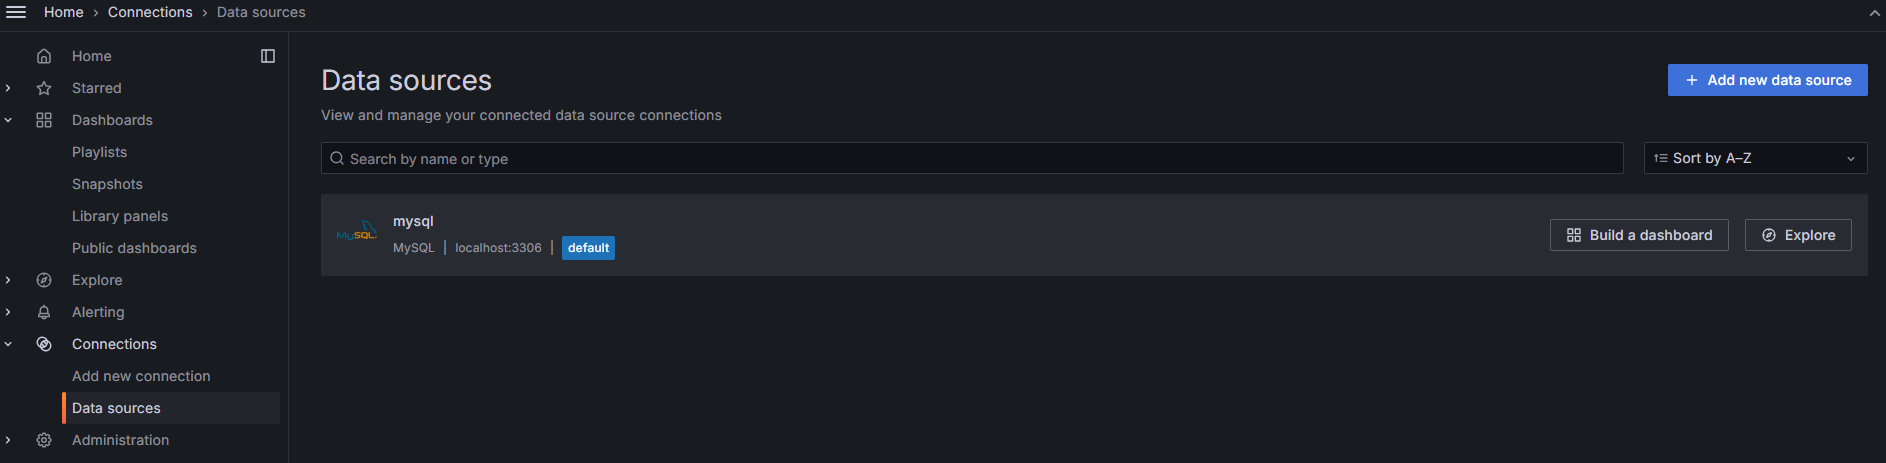 Home › Connections › Data sources
Home
Starred
Dashboards
Playlists
Snapshots
Library panels
Public dashboards
Explore
Alerting
Connections
Add new connection
Data sources
Administration
Data sources
+ Add new data source
View and manage your connected data source connections
Search by name or type
Sort by A–Z
MySQL
mysql
MySQL | localhost:3306 | default
Build a dashboard
Explore